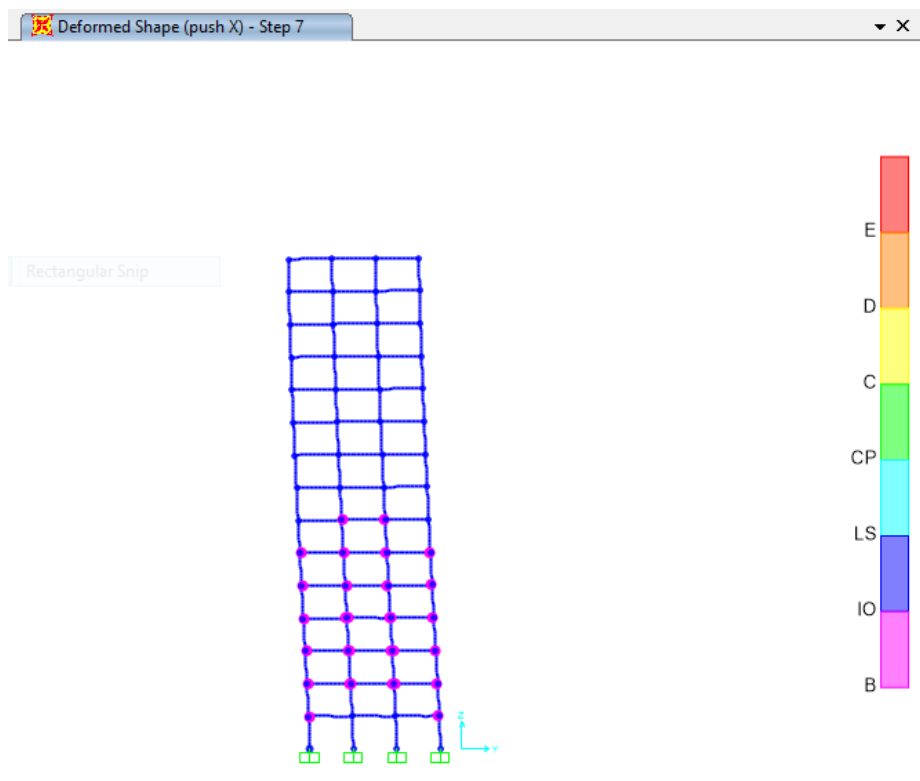 Deformed Shape (push X) - Step 7
Rectangular Snip
E
D
C
CP
LS
IO
B
Z
Y